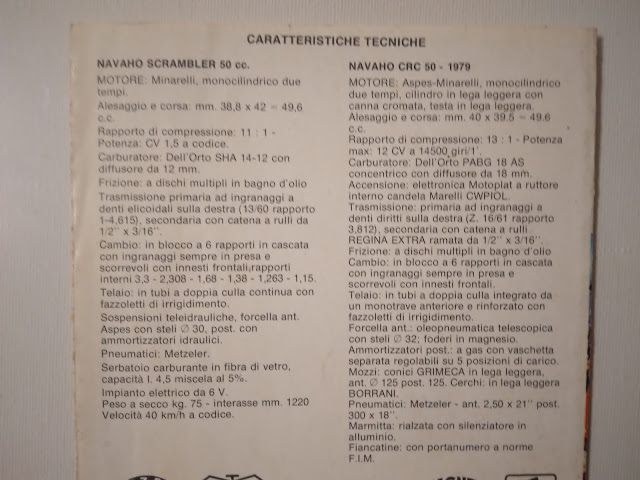 CARATTERISTICHE TECNICHE
NAVAHO SCRAMBLER 50 cc.
MOTORE: Minarelli, monocilindrico due
tempi.
Alesaggio e corsa: mm. 38,8 x 42 = 49,6
c.c.
Rapporto di compressione: 11 : 1 -
Potenza: CV 1,5 a codice.
Carburatore: Dell'Orto SHA 14-12 con
diffusore da 12 mm.
Frizione: a dischi multipli in bagno d'olio
Trasmissione primaria ad ingranaggi a
denti elicoidali sulla destra (13/60 rapporto
1-4,615), secondaria con catena a rulli da
1/2" x 3/16".
Cambio: in blocco a 6 rapporti in cascata
con ingranaggi sempre in presa e
scorrevoli con innesti frontali,rapporti
interni 3,3 - 2,308 - 1,68 - 1,38 - 1,263 - 1,15.
Telaio: in tubi a doppia culla continua con
fazzoletti di irrigidimento.
Sospensioni teleidrauliche, forcella ant.
Aspes con steli ∅ 30, post. con
ammortizzatori idraulici.
Pneumatici: Metzeler.
Serbatoio carburante in fibra di vetro,
capacità l. 4,5 miscela al 5%.
Impianto elettrico da 6 V.
Peso a secco kg. 75 - interasse mm. 1220
Velocità 40 km/h a codice.
NAVAHO CRC 50 - 1979
MOTORE: Aspes-Minarelli, monocilindrico
due tempi, cilindro in lega leggera con
canna cromata, testa in lega leggera.
Alesaggio e corsa: mm. 40 x 39.5 = 49.6
c.c.
Rapporto di compressione: 13 : 1 - Potenza
max: 12 CV a 14500 giri/1'.
Carburatore: Dell'Orto PABG 18 AS
concentrico con diffusore da 18 mm.
Accensione: elettronica Motoplat a ruttore
interno candela Marelli CWPIOL.
Trasmissione: primaria ad ingranaggi a
denti diritti sulla destra (Z. 16/61 rapporto
3,812), secondaria con catena a rulli
REGINA EXTRA ramata da 1/2" x 3/16".
Frizione: a dischi multipli in bagno d'olio
Cambio: in blocco a 6 rapporti in cascata
con ingranaggi sempre in presa e
scorrevoli con innesti frontali.
Telaio: in tubi a doppia culla integrato da
un monotrave anteriore e rinforzato con
fazzoletti di irrigidimento.
Forcella ant.: oleopneumatica telescopica
con steli ∅ 32; foderi in magnesio.
Ammortizzatori post.: a gas con vaschetta
separata regolabili su 5 posizioni di carico.
Mozzi: conici GRIMECA in lega leggera,
ant. ∅ 125 post. 125. Cerchi: in lega leggera
BORRANI.
Pneumatici: Metzeler - ant. 2,50 x 21" post.
300 x 18".
Marmitta: rialzata con silenziatore in
alluminio.
Fiancatine: con portanumero a norme
F.I.M.